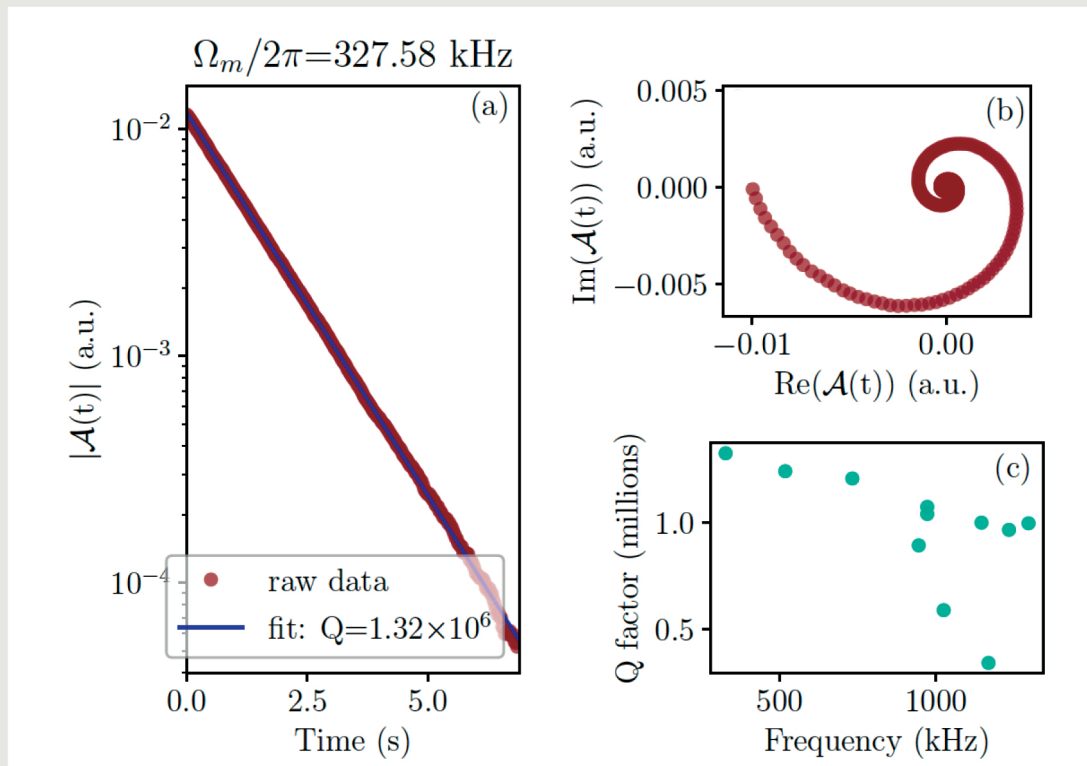 Ωₘ/2π=327.58 kHz
(a)
10⁻²
10⁻³
10⁻⁴
|𝒜(t)| (a.u.)
raw data
fit: Q=1.32×10⁶
0.0 2.5 5.0
Time (s)
(b)
0.005
0.000
−0.005
Im(𝒜(t)) (a.u.)
−0.01 0.00
Re(𝒜(t)) (a.u.)
(c)
1.0
0.5
Q factor (millions)
500 1000
Frequency (kHz)